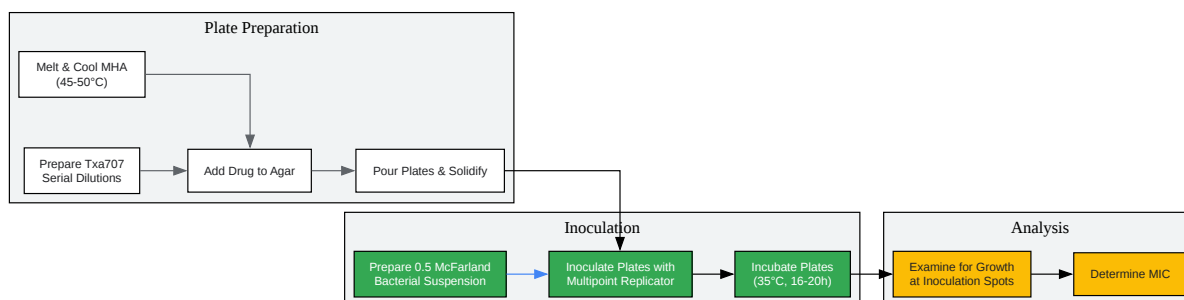 Plate Preparation
Melt & Cool MHA
(45-50°C)
Prepare Txa707
Serial Dilutions
Add Drug to Agar
Pour Plates & Solidify
Inoculation
Prepare 0.5 McFarland
Bacterial Suspension
Inoculate Plates with
Multipoint Replicator
Incubate Plates
(35°C, 16-20h)
Analysis
Examine for Growth
at Inoculation Spots
Determine MIC